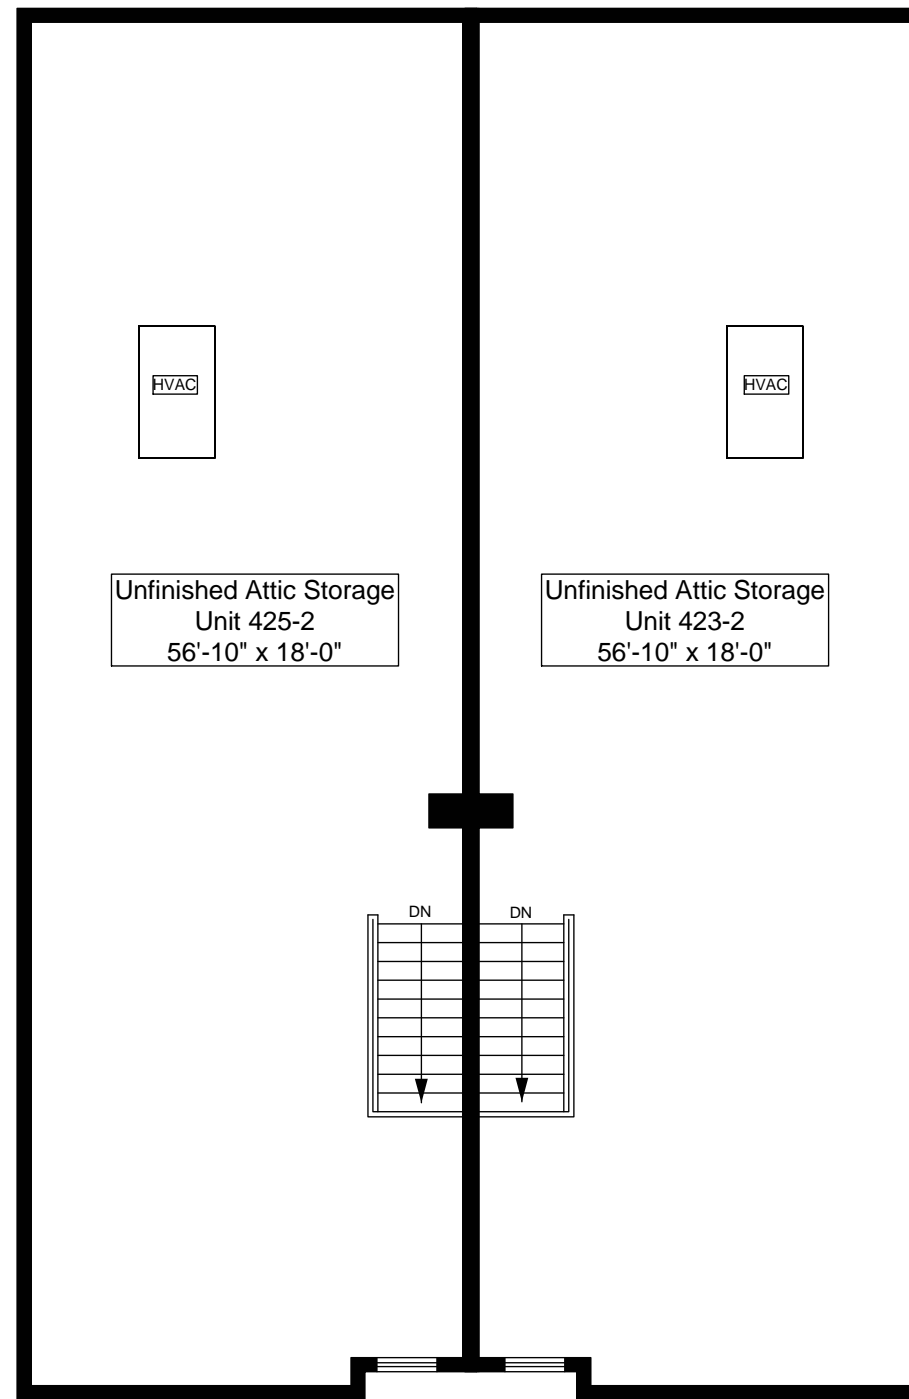 HVAC
HVAC
Unfinished Attic Storage
Unit 425-2
56'-10" x 18'-0"
Unfinished Attic Storage
Unit 423-2
56'-10" x 18'-0"
DN
DN